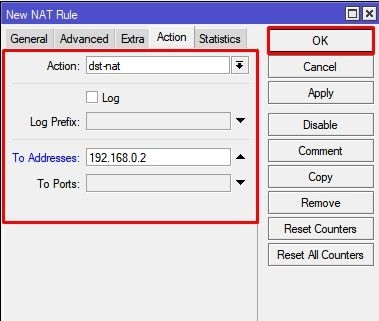 New NAT Rule
General
Advanced
Extra
Action
Statistics
Action: dst-nat
Log
Log Prefix:
To Addresses: 192.168.0.2
To Ports:
OK
Cancel
Apply
Disable
Comment
Copy
Remove
Reset Counters
Reset All Counters